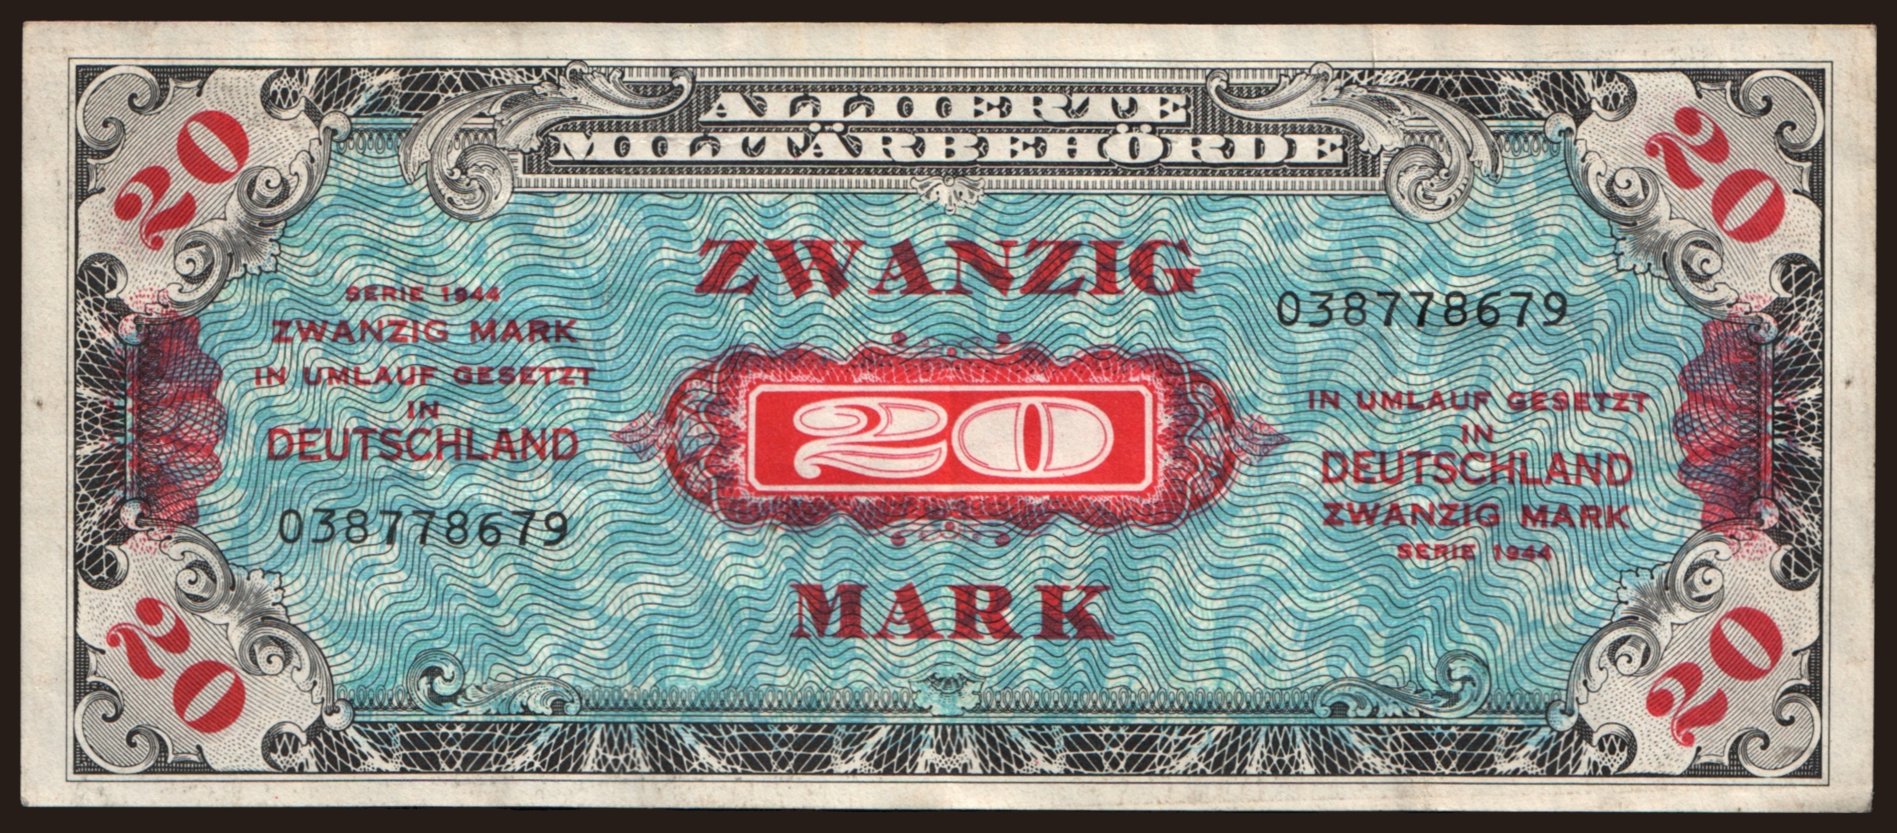 20
ALLIIERTE
MILITÄRBEHÖRDE
20
ZWANZIG
SERIE 1944
ZWANZIG MARK
IN UMLAUF GESETZT
IN
DEUTSCHLAND
038778679
20
038778679
IN UMLAUF GESETZT
IN
DEUTSCHLAND
ZWANZIG MARK
SERIE 1944
MARK
20
20